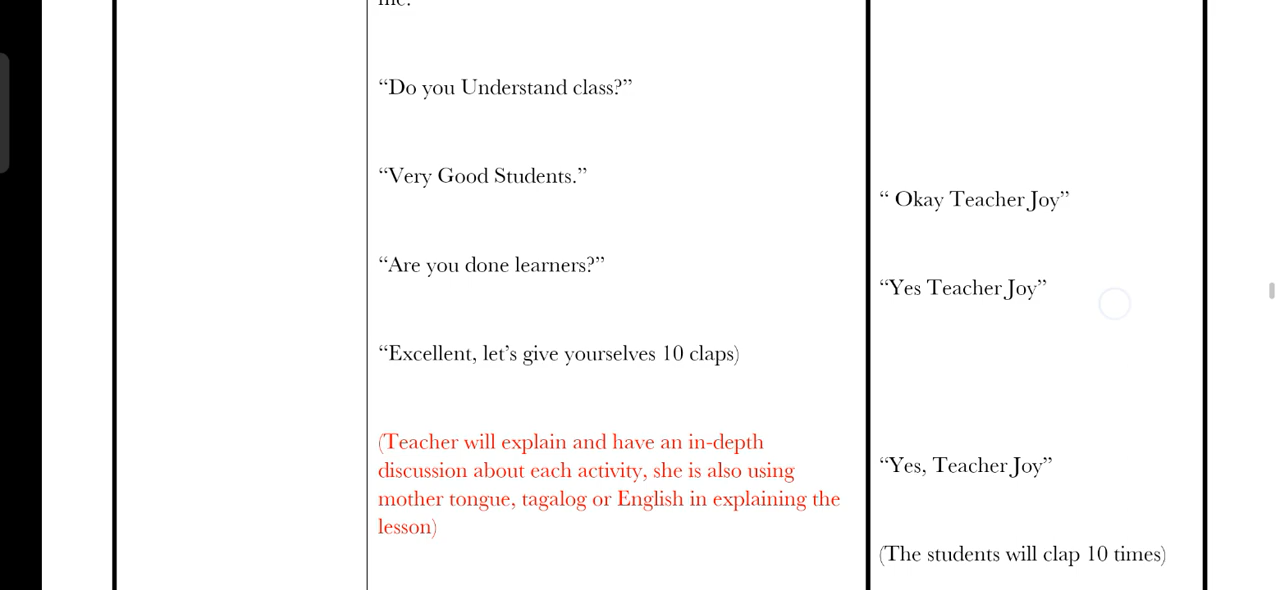 “Do you Understand class?”
“Very Good Students.”
“Are you done learners?”
“Excellent, let’s give yourselves 10 claps)
(Teacher will explain and have an in-depth
discussion about each activity, she is also using
mother tongue, tagalog or English in explaining the
lesson)
“ Okay Teacher Joy”
“Yes Teacher Joy”
“Yes, Teacher Joy”
(The students will clap 10 times)